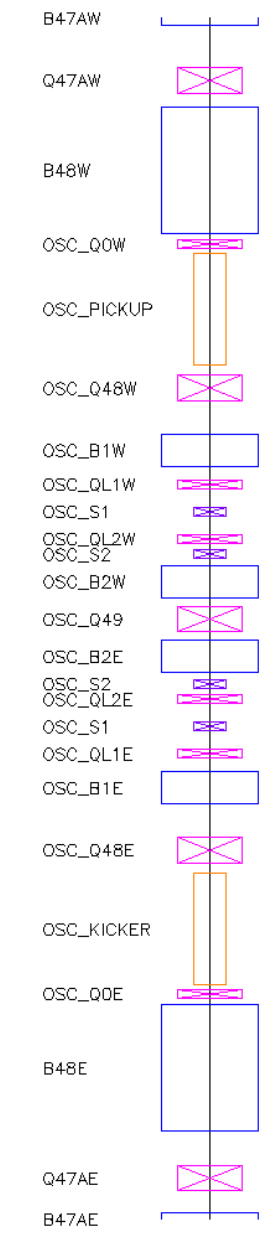 B47AW
Q47AW
B48W
OSC_Q0W
OSC_PICKUP
OSC_Q48W
OSC_B1W
OSC_QL1W
OSC_S1
OSC_QL2W
OSC_S2
OSC_B2W
OSC_Q49
OSC_B2E
OSC_S2
OSC_QL2E
OSC_S1
OSC_QL1E
OSC_B1E
OSC_Q48E
OSC_KICKER
OSC_Q0E
B48E
Q47AE
B47AE